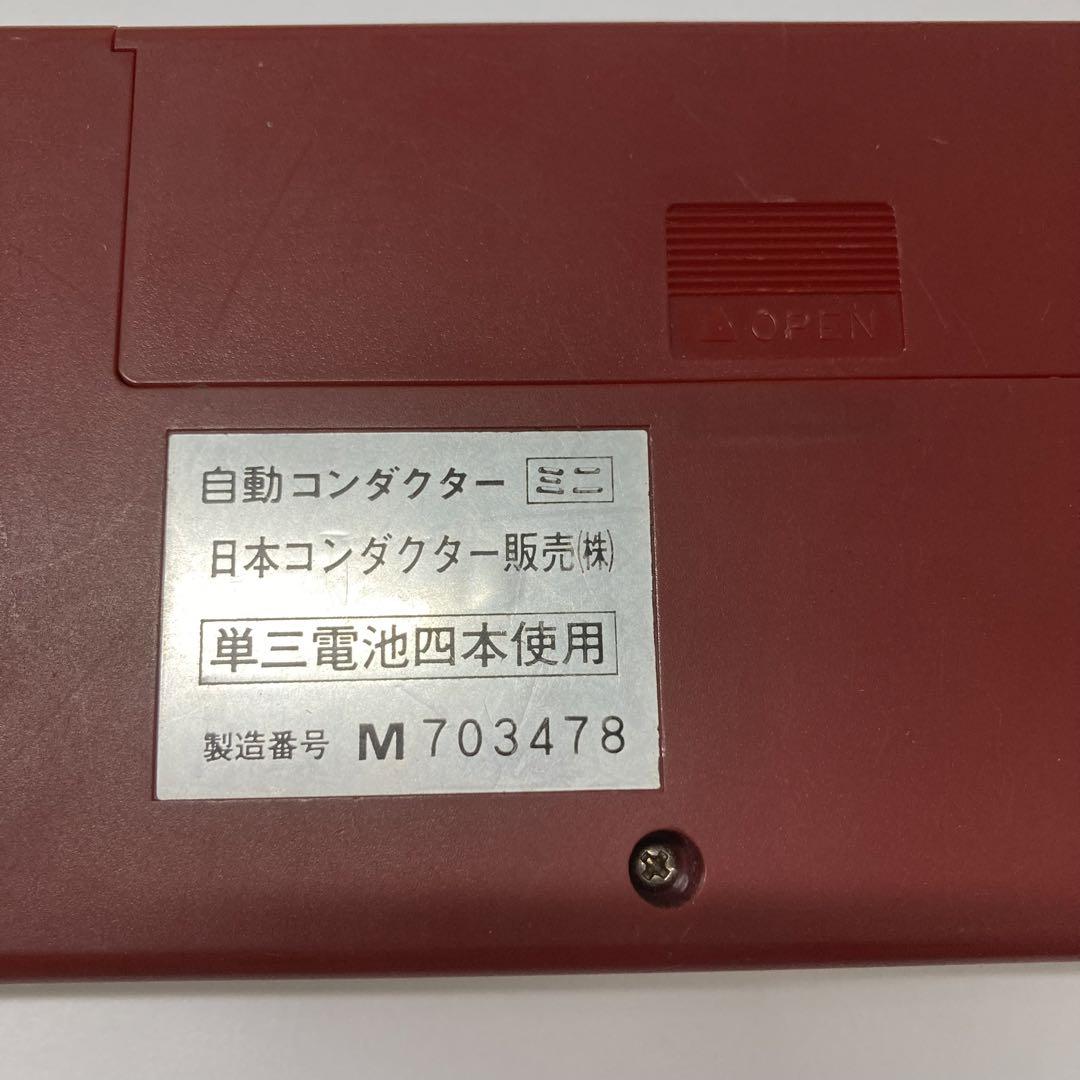 △ OPEN
自動コンダクター ミニ
日本コンダクター販売㈱
単三電池四本使用
製造番号 M 703478